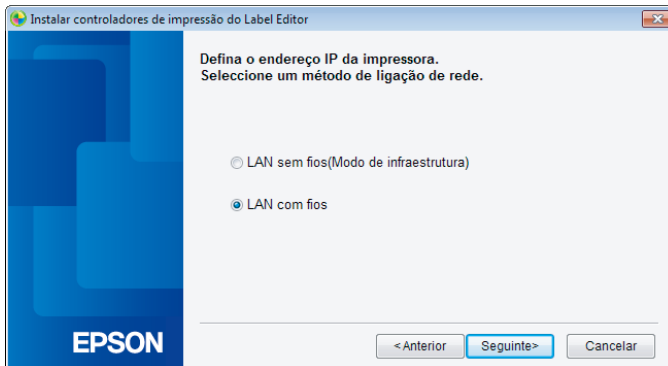 Instalar controladores de impressão do Label Editor
Defina o endereço IP da impressora.
Seleccione um método de ligação de rede.
LAN sem fios(Modo de infraestrutura)
LAN com fios
EPSON
<Anterior
Seguinte>
Cancelar